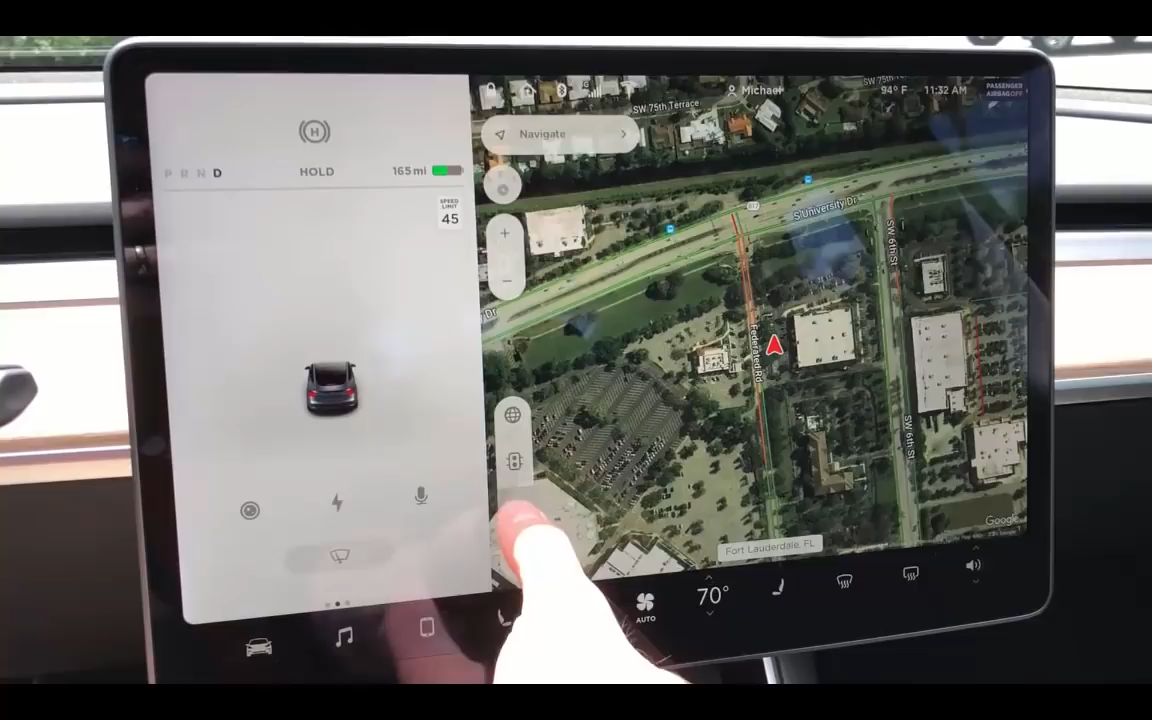 H
P R N D
HOLD
165 mi
SPEED
LIMIT
45
SW 75th Terrace
Michael
94° F
11:32 AM
PASSENGER
AIRBAG OFF
Navigate
+
−
817
S University Dr
SW 6th St
Dr
Federated Rd
SW 6th St
Google
Fort Lauderdale, FL
AUTO
70°